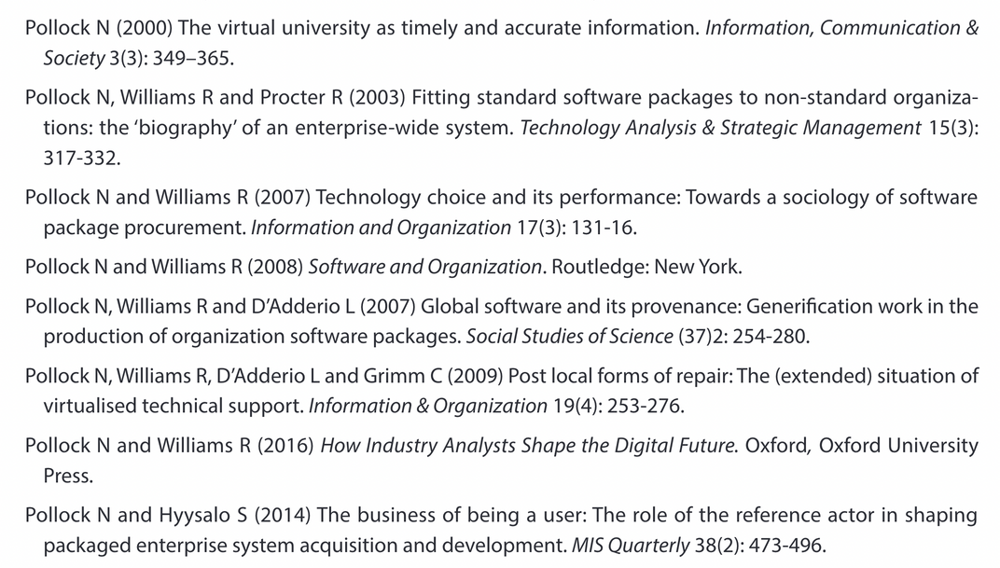 Pollock N (2000) The virtual university as timely and accurate information. Information, Communication &
Society 3(3): 349–365.
Pollock N, Williams R and Procter R (2003) Fitting standard software packages to non-standard organiza-
tions: the ‘biography’ of an enterprise-wide system. Technology Analysis & Strategic Management 15(3):
317-332.
Pollock N and Williams R (2007) Technology choice and its performance: Towards a sociology of software
package procurement. Information and Organization 17(3): 131-16.
Pollock N and Williams R (2008) Software and Organization. Routledge: New York.
Pollock N, Williams R and D’Adderio L (2007) Global software and its provenance: Generification work in the
production of organization software packages. Social Studies of Science (37)2: 254-280.
Pollock N, Williams R, D’Adderio L and Grimm C (2009) Post local forms of repair: The (extended) situation of
virtualised technical support. Information & Organization 19(4): 253-276.
Pollock N and Williams R (2016) How Industry Analysts Shape the Digital Future. Oxford, Oxford University
Press.
Pollock N and Hyysalo S (2014) The business of being a user: The role of the reference actor in shaping
packaged enterprise system acquisition and development. MIS Quarterly 38(2): 473-496.